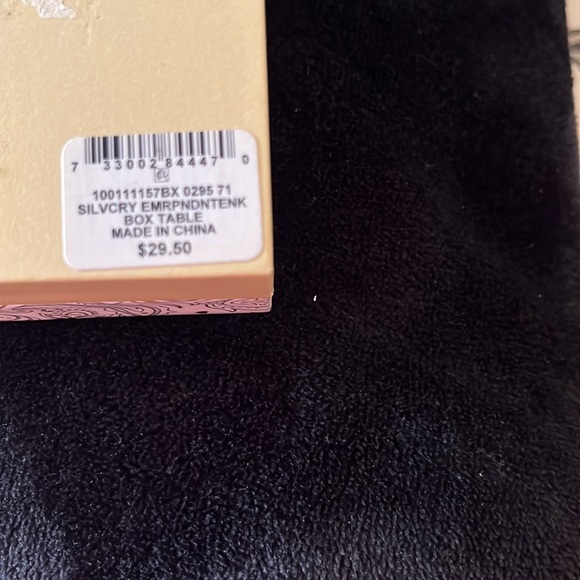 7 33002 84447 0
100111157BX 0295 71
SILVCRY EMRPNDNTENK
BOX TABLE
MADE IN CHINA
$29.50